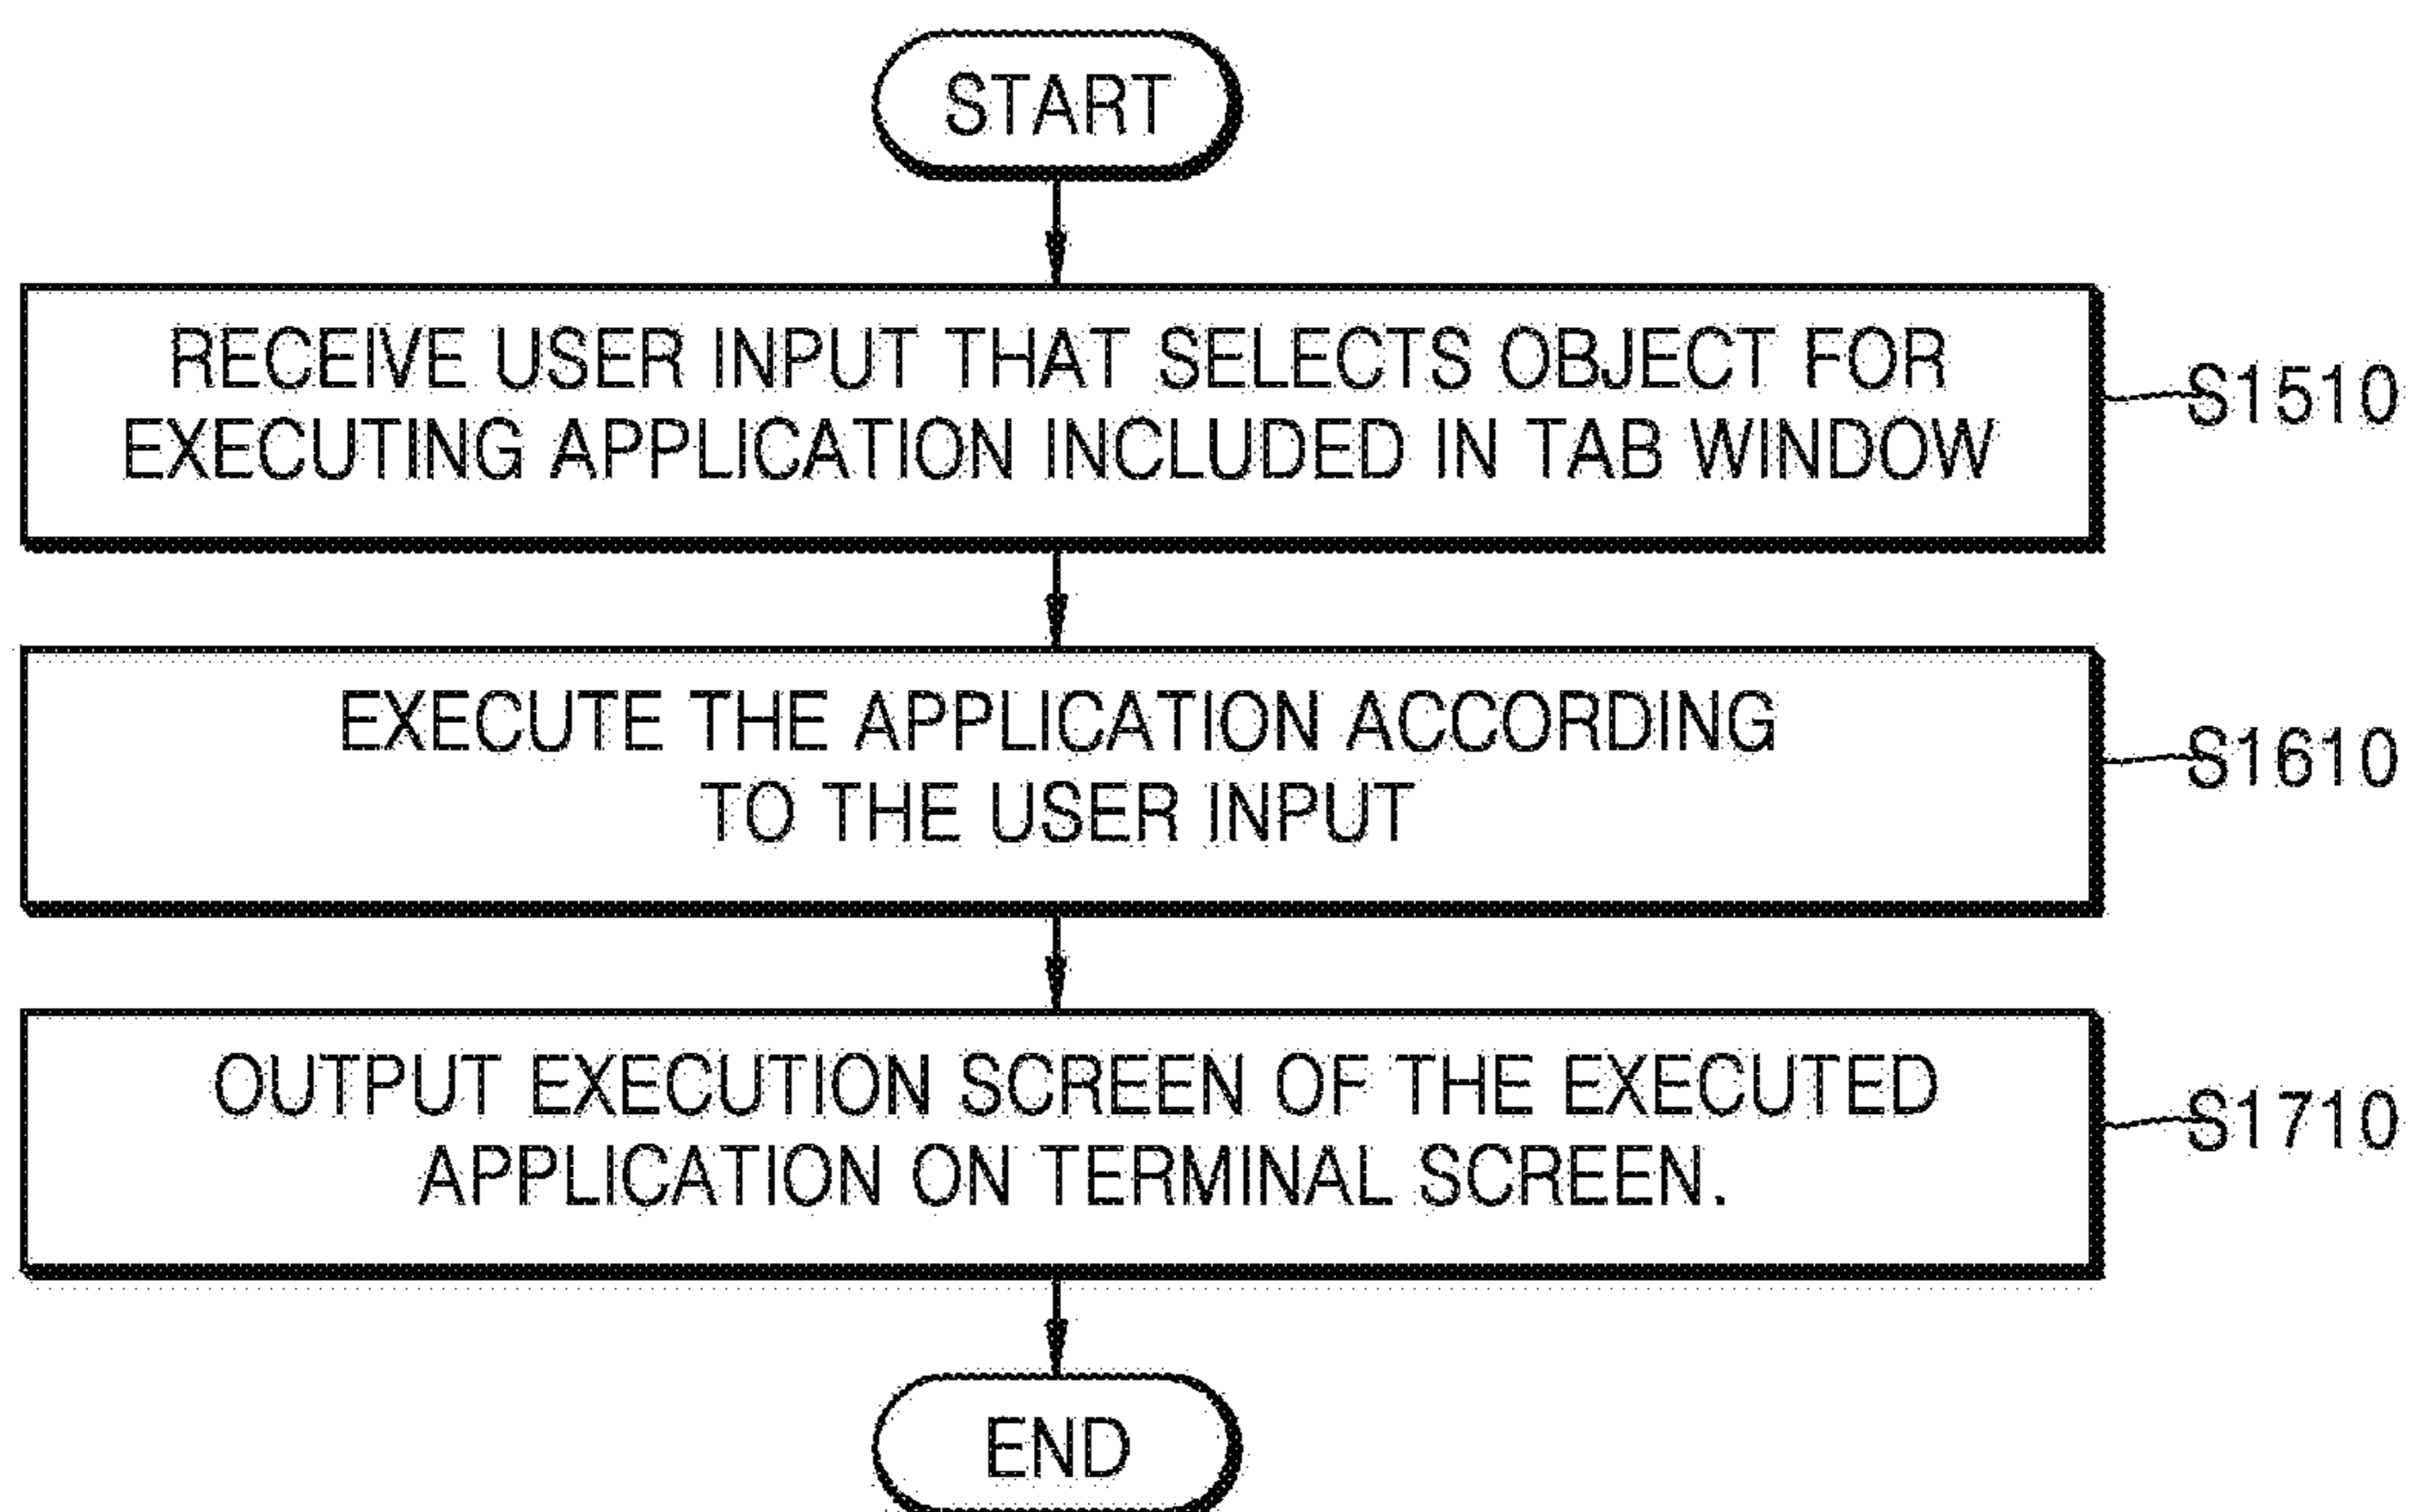 START
RECEIVE USER INPUT THAT SELECTS OBJECT FOR
EXECUTING APPLICATION INCLUDED IN TAB WINDOW
S1510
EXECUTE THE APPLICATION ACCORDING
TO THE USER INPUT
S1610
OUTPUT EXECUTION SCREEN OF THE EXECUTED
APPLICATION ON TERMINAL SCREEN.
S1710
END